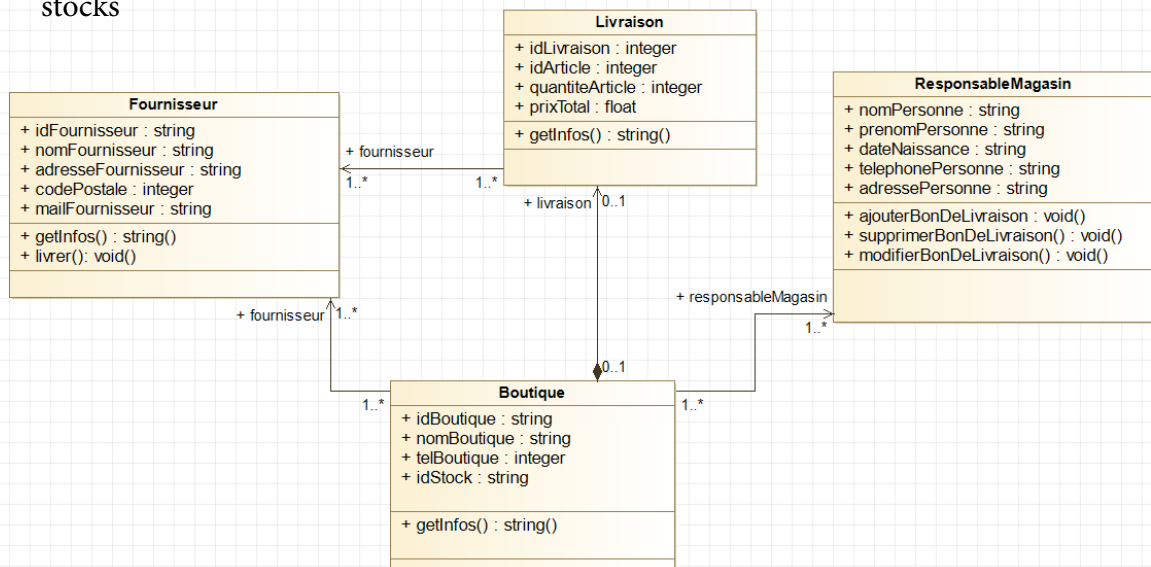 stocks
Livraison
+ idLivraison : integer
+ idArticle : integer
+ quantiteArticle : integer
+ prixTotal : float
+ getInfos() : string()
Fournisseur
+ idFournisseur : string
+ nomFournisseur : string
+ adresseFournisseur : string
+ codePostale : integer
+ mailFournisseur : string
+ getInfos() : string()
+ livrer(): void()
ResponsableMagasin
+ nomPersonne : string
+ prenomPersonne : string
+ dateNaissance : string
+ telephonePersonne : string
+ adressePersonne : string
+ ajouterBonDeLivraison : void()
+ supprimerBonDeLivraison() : void()
+ modifierBonDeLivraison() : void()
+ fournisseur
1..*
1..*
+ livraison
0..1
+ responsableMagasin
1..*
+ fournisseur
1..*
0..1
1..*
1..*
Boutique
+ idBoutique : string
+ nomBoutique : string
+ telBoutique : integer
+ idStock : string
+ getInfos() : string()